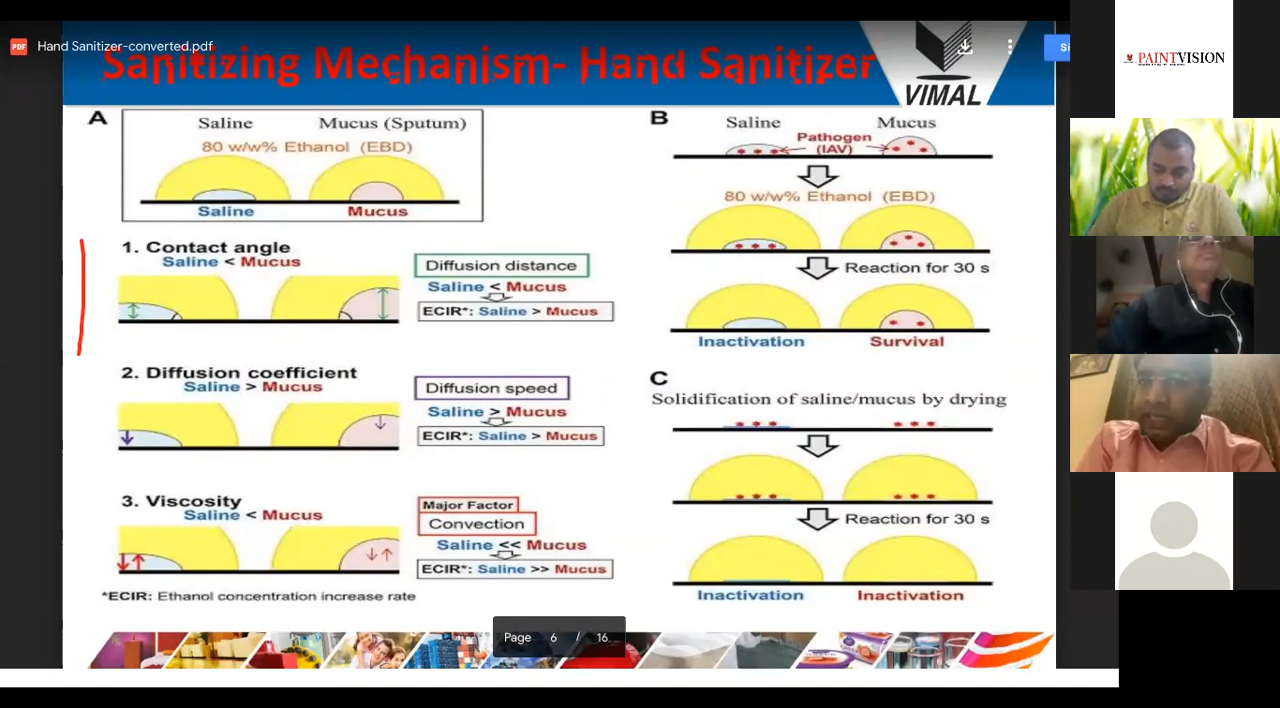 PDF Hand Sanitizer-converted.pdf
Si
Sanitizing Mechanism- Hand Sanitizer
VIMAL
PAINTVISION
A
Saline Mucus (Sputum)
80 w/w% Ethanol (EBD)
Saline Mucus
1. Contact angle
Saline < Mucus
Diffusion distance
Saline < Mucus
ECIR*: Saline > Mucus
2. Diffusion coefficient
Saline > Mucus
Diffusion speed
Saline > Mucus
ECIR*: Saline > Mucus
3. Viscosity
Saline < Mucus
Major Factor
Convection
Saline << Mucus
ECIR*: Saline >> Mucus
*ECIR: Ethanol concentration increase rate
B
Saline Mucus
Pathogen
(IAV)
80 w/w% Ethanol (EBD)
Reaction for 30 s
Inactivation Survival
C
Solidification of saline/mucus by drying
Reaction for 30 s
Inactivation Inactivation
Page 6 / 16